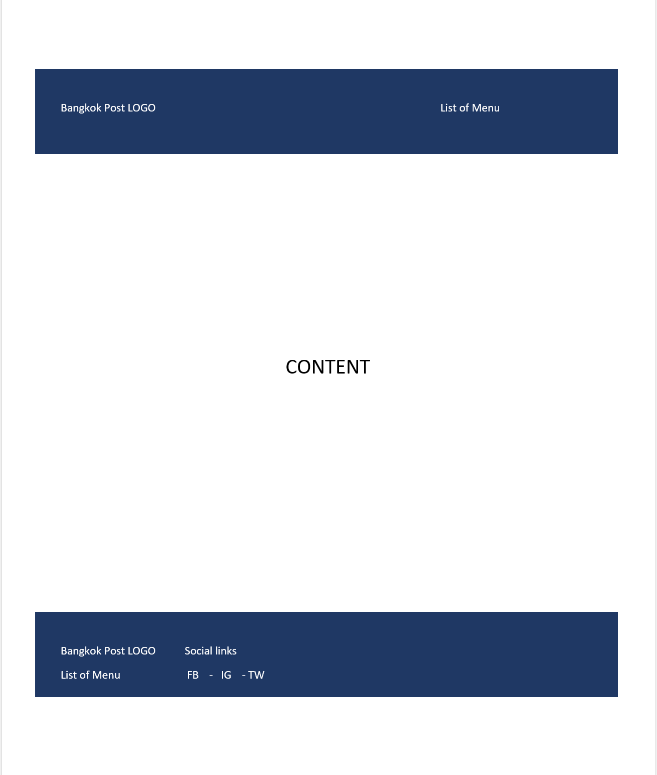 Bangkok Post LOGO
List of Menu
CONTENT
Bangkok Post LOGO Social links
List of Menu FB - IG - TW